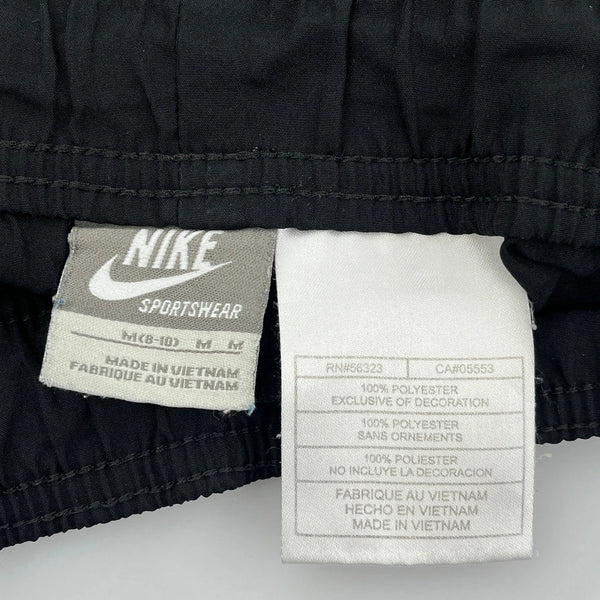 NIKE
SPORTSWEAR
M(8-10) M M
MADE IN VIETNAM
FABRIQUE AU VIETNAM
RN#56323 CA#05553
100% POLYESTER
EXCLUSIVE OF DECORATION
100% POLYESTER
SANS ORNEMENTS
100% POLIESTER
NO INCLUYE LA DECORACION
FABRIQUE AU VIETNAM
HECHO EN VIETNAM
MADE IN VIETNAM